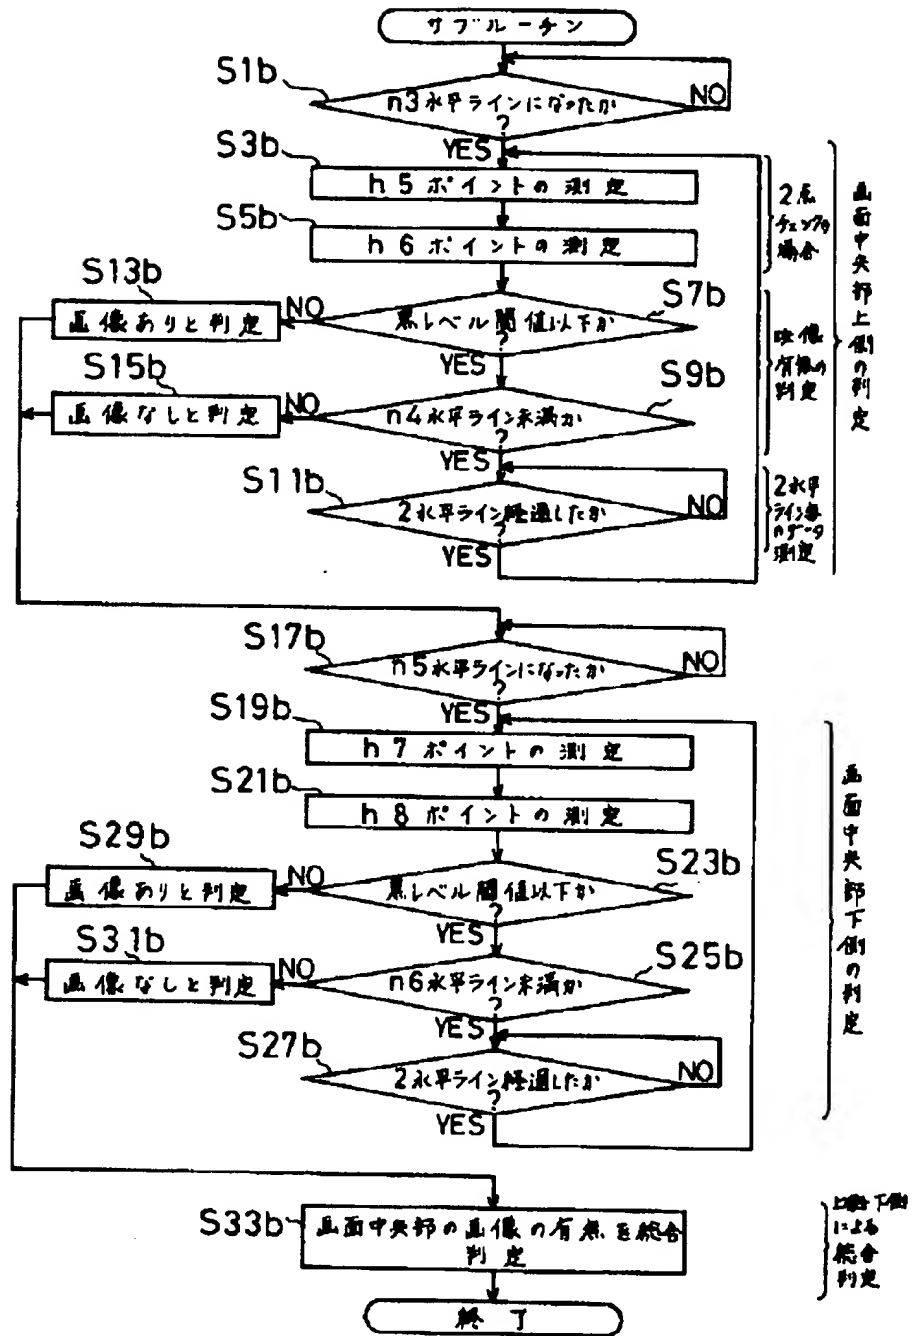 サブルーチン
S1b
n3水平ラインになったか
?
NO
YES
S3b
h5ポイントの測定
S5b
h6ポイントの測定
2点
チェックの
場合
S13b
画像ありと判定
NO
S7b
黒レベル閾値以下か
?
YES
S15b
画像なしと判定
NO
S9b
n4水平ライン未満か
?
YES
映像
有無の
判定
S11b
2水平ライン経過したか
?
NO
YES
2水平
ライン毎
のデータ
測定
画面中央部上側の判定
S17b
n5水平ラインになったか
?
NO
YES
S19b
h7ポイントの測定
S21b
h8ポイントの測定
S29b
画像ありと判定
NO
S23b
黒レベル閾値以下か
?
YES
S31b
画像なしと判定
NO
S25b
n6水平ライン未満か
?
YES
S27b
2水平ライン経過したか
?
NO
YES
画面中央部下側の判定
S33b
画面中央部の画像の有無を総合
判定
による
総合
判定
終了